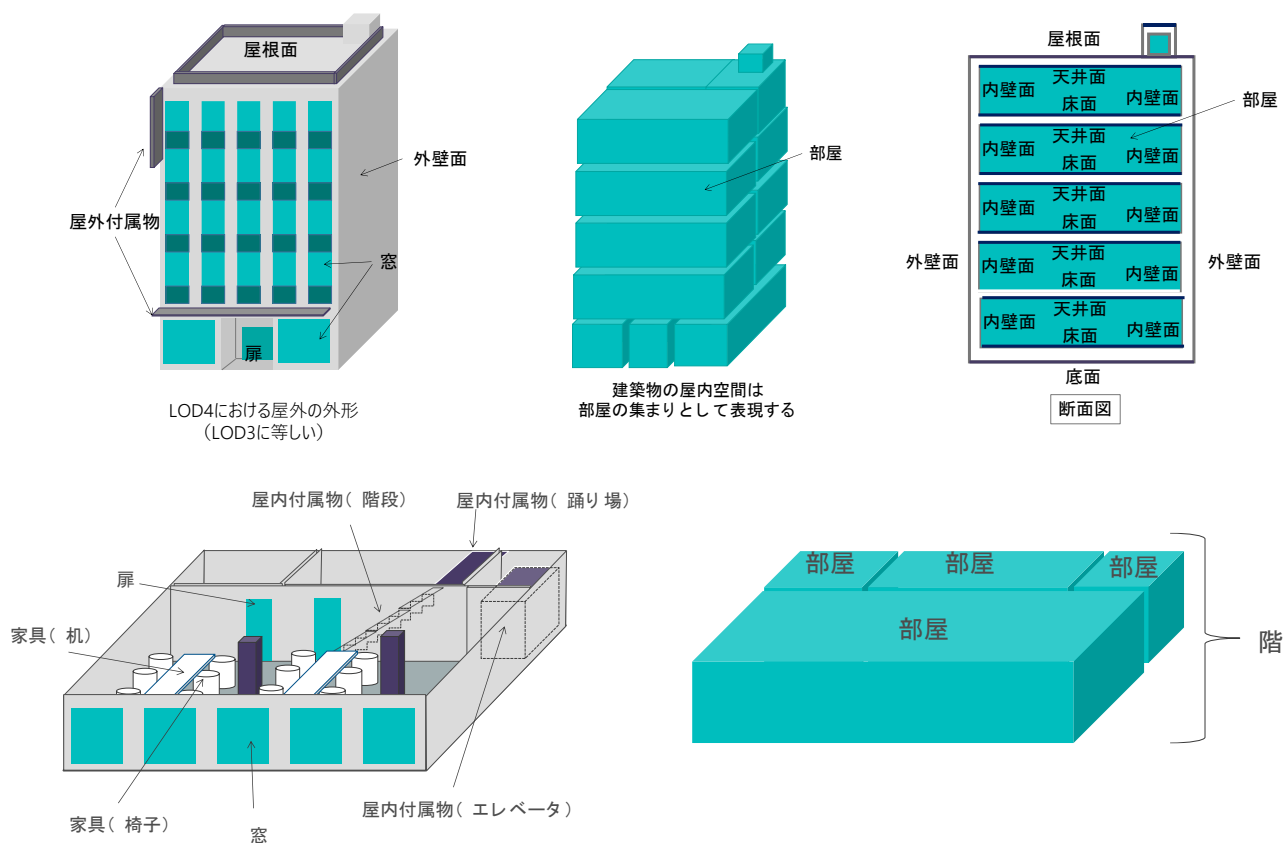 屋根面
外壁面
屋外付属物
窓
扉
LOD4における屋外の外形
(LOD3に等しい)
部屋
建築物の屋内空間は
部屋の集まりとして表現する
屋根面
内壁面 天井面 床面 内壁面
部屋
内壁面 天井面 床面 内壁面
内壁面 天井面 床面 内壁面
外壁面
内壁面 天井面 床面 内壁面
外壁面
内壁面 天井面 床面 内壁面
底面
断面図
屋内付属物(階段)
屋内付属物(踊り場)
扉
家具(机)
家具(椅子)
窓
屋内付属物(エレベータ)
部屋
部屋
部屋
部屋
階